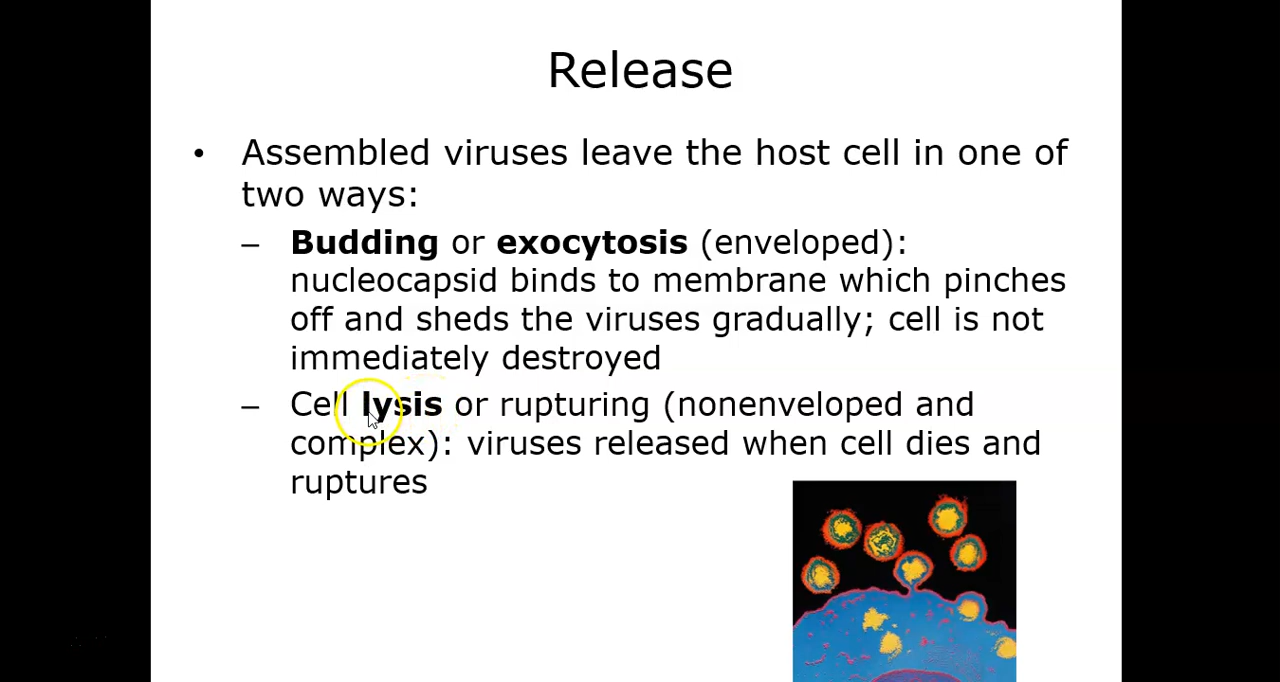 Release
• Assembled viruses leave the host cell in one of
two ways:
– Budding or exocytosis (enveloped):
nucleocapsid binds to membrane which pinches
off and sheds the viruses gradually; cell is not
immediately destroyed
– Cell lysis or rupturing (nonenveloped and
complex): viruses released when cell dies and
ruptures